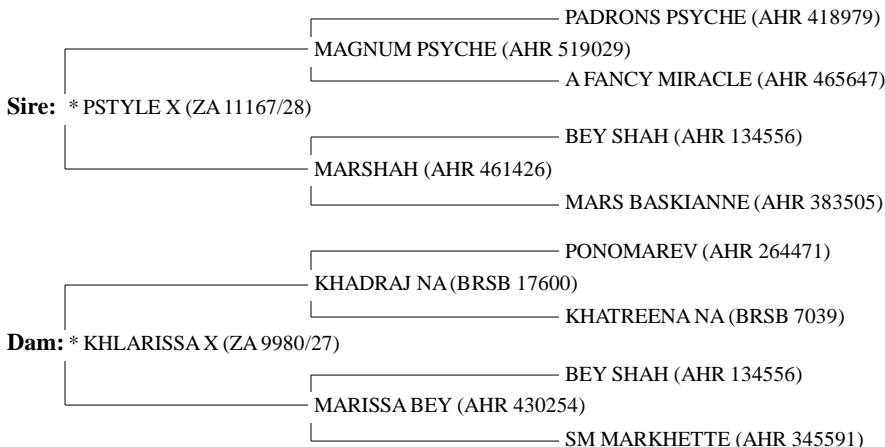 PADRONS PSYCHE (AHR 418979)
MAGNUM PSYCHE (AHR 519029)
A FANCY MIRACLE (AHR 465647)
Sire: * PSTYLE X (ZA 11167/28)
BEY SHAH (AHR 134556)
MARSHAH (AHR 461426)
MARS BASKIANNE (AHR 383505)
PONOMAREV (AHR 264471)
KHADRAJ NA (BRSB 17600)
KHATREENA NA (BRSB 7039)
Dam: * KHLARISSA X (ZA 9980/27)
BEY SHAH (AHR 134556)
MARISSA BEY (AHR 430254)
SM MARKHETTE (AHR 345591)